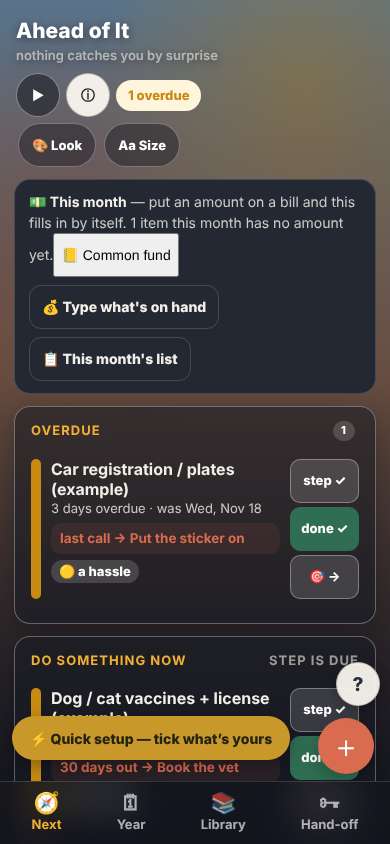 Ahead of It
nothing catches you by surprise
▶ ⓘ 1 overdue
🎨 Look Aa Size
💵 This month — put an amount on a bill and this
fills in by itself. 1 item this month has no amount
yet. 📒 Common fund
💰 Type what's on hand
📋 This month's list
OVERDUE 1
Car registration / plates
(example)
3 days overdue · was Wed, Nov 18
last call → Put the sticker on
🟡 a hassle
step ✓
done ✓
🎯 →
DO SOMETHING NOW STEP IS DUE
Dog / cat vaccines + license
30 days out → Book the vet
step ✓
?
⚡ Quick setup — tick what's yours
+
🧭 Next
🗓 Year
📚 Library
🗝 Hand-off